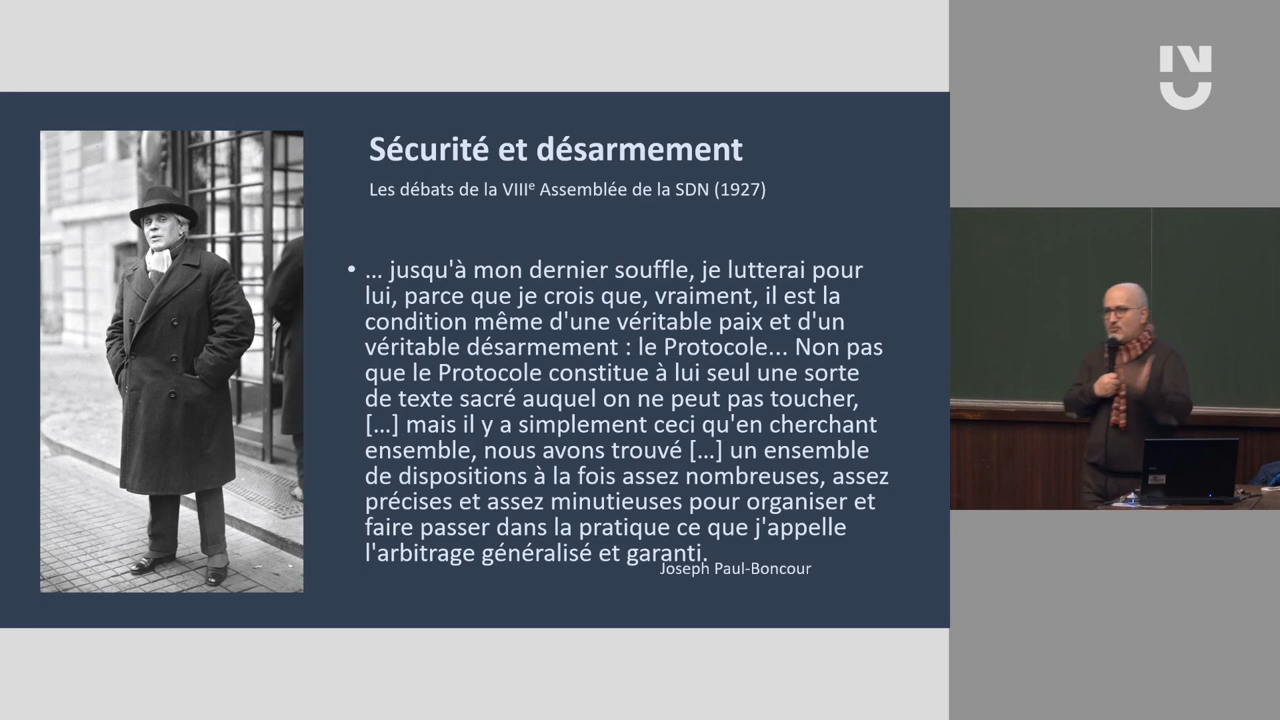 Sécurité et désarmement
Les débats de la VIIIe Assemblée de la SDN (1927)
• … jusqu'à mon dernier souffle, je lutterai pour
lui, parce que je crois que, vraiment, il est la
condition même d'une véritable paix et d'un
véritable désarmement : le Protocole... Non pas
que le Protocole constitue à lui seul une sorte
de texte sacré auquel on ne peut pas toucher,
[…] mais il y a simplement ceci qu'en cherchant
ensemble, nous avons trouvé […] un ensemble
de dispositions à la fois assez nombreuses, assez
précises et assez minutieuses pour organiser et
faire passer dans la pratique ce que j'appelle
l'arbitrage généralisé et garanti.
Joseph Paul-Boncour